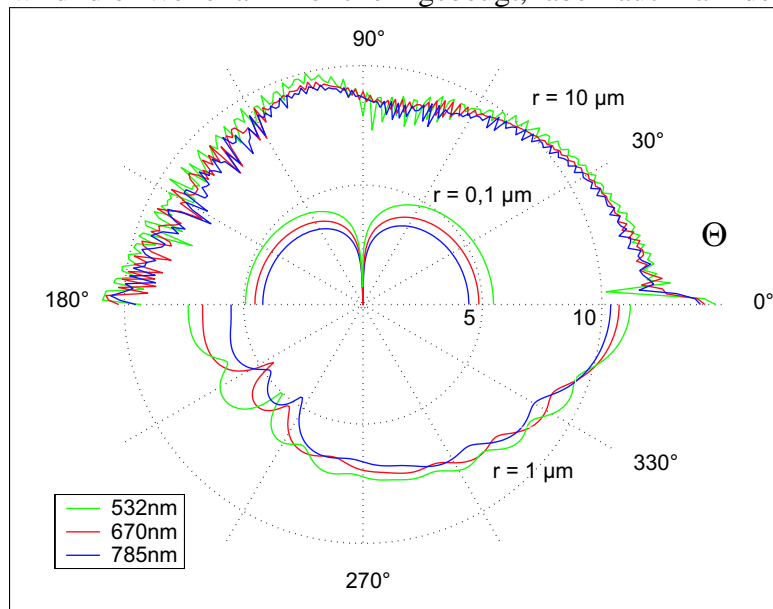 90°
r = 10 µm
30°
r = 0,1 µm
Θ
180°
5
10
0°
330°
r = 1 µm
532nm
670nm
785nm
270°